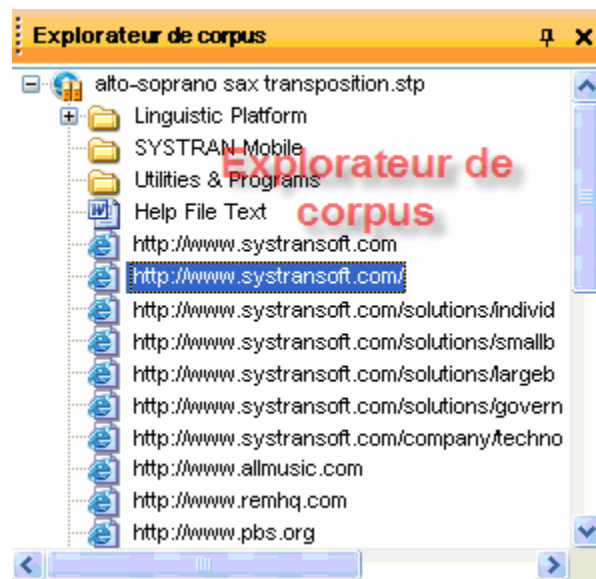 Explorateur de corpus
alto-soprano sax transposition.stp
Linguistic Platform
SYSTRAN Mobile
Utilities & Programs
Explorateur de
corpus
Help File Text
http://www.systransoft.com
http://www.systransoft.com/
http://www.systransoft.com/solutions/individ
http://www.systransoft.com/solutions/smallb
http://www.systransoft.com/solutions/largeb
http://www.systransoft.com/solutions/govern
http://www.systransoft.com/company/techno
http://www.allmusic.com
http://www.remhq.com
http://www.pbs.org